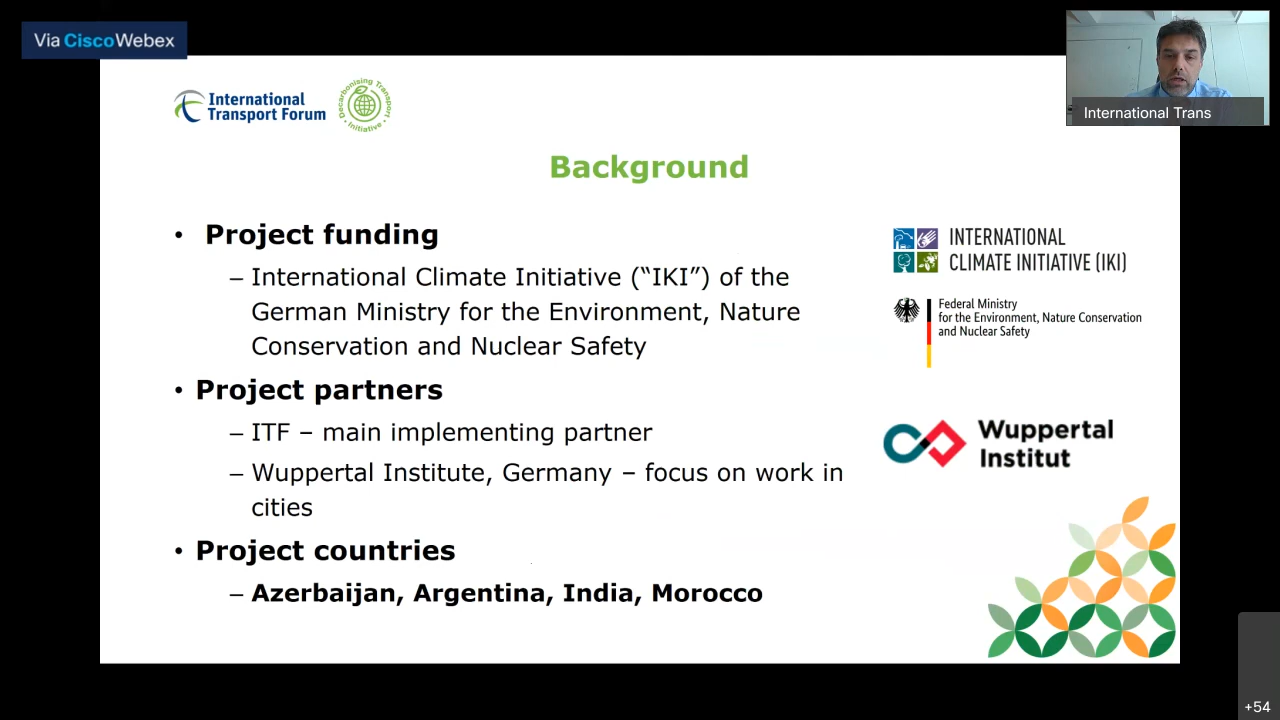 Via CiscoWebex
International Trans
International
Transport Forum
Decarbonising Transport
Initiative
Background
• Project funding
– International Climate Initiative (“IKI”) of the
German Ministry for the Environment, Nature
Conservation and Nuclear Safety
INTERNATIONAL
CLIMATE INITIATIVE (IKI)
Federal Ministry
for the Environment, Nature Conservation
and Nuclear Safety
• Project partners
– ITF – main implementing partner
– Wuppertal Institute, Germany – focus on work in
cities
Wuppertal
Institut
• Project countries
– Azerbaijan, Argentina, India, Morocco
+54